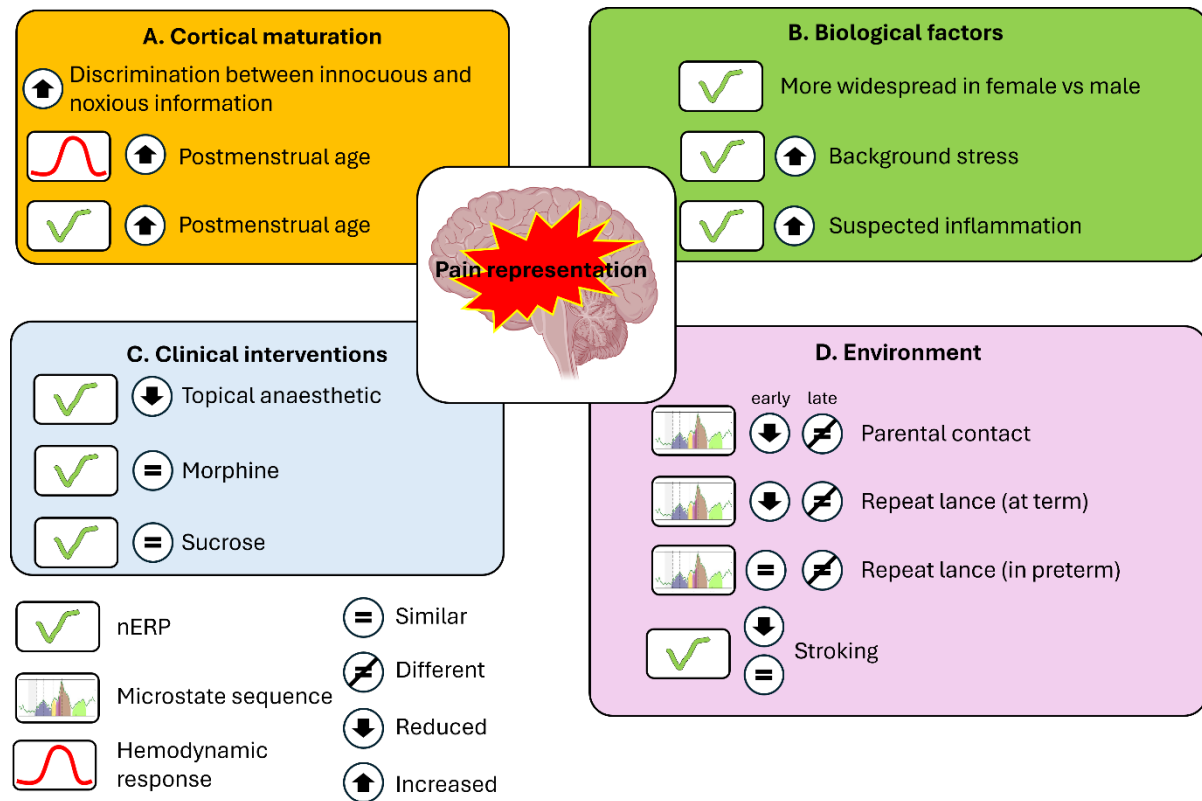 A. Cortical maturation
Discrimination between innocuous and
noxious information
Postmenstrual age
Postmenstrual age
B. Biological factors
More widespread in female vs male
Background stress
Suspected inflammation
Pain representation
C. Clinical interventions
Topical anaesthetic
= Morphine
= Sucrose
D. Environment
early late
≠ Parental contact
≠ Repeat lance (at term)
= ≠ Repeat lance (in preterm)
Stroking
=
nERP
Microstate sequence
Hemodynamic
response
= Similar
≠ Different
Reduced
Increased